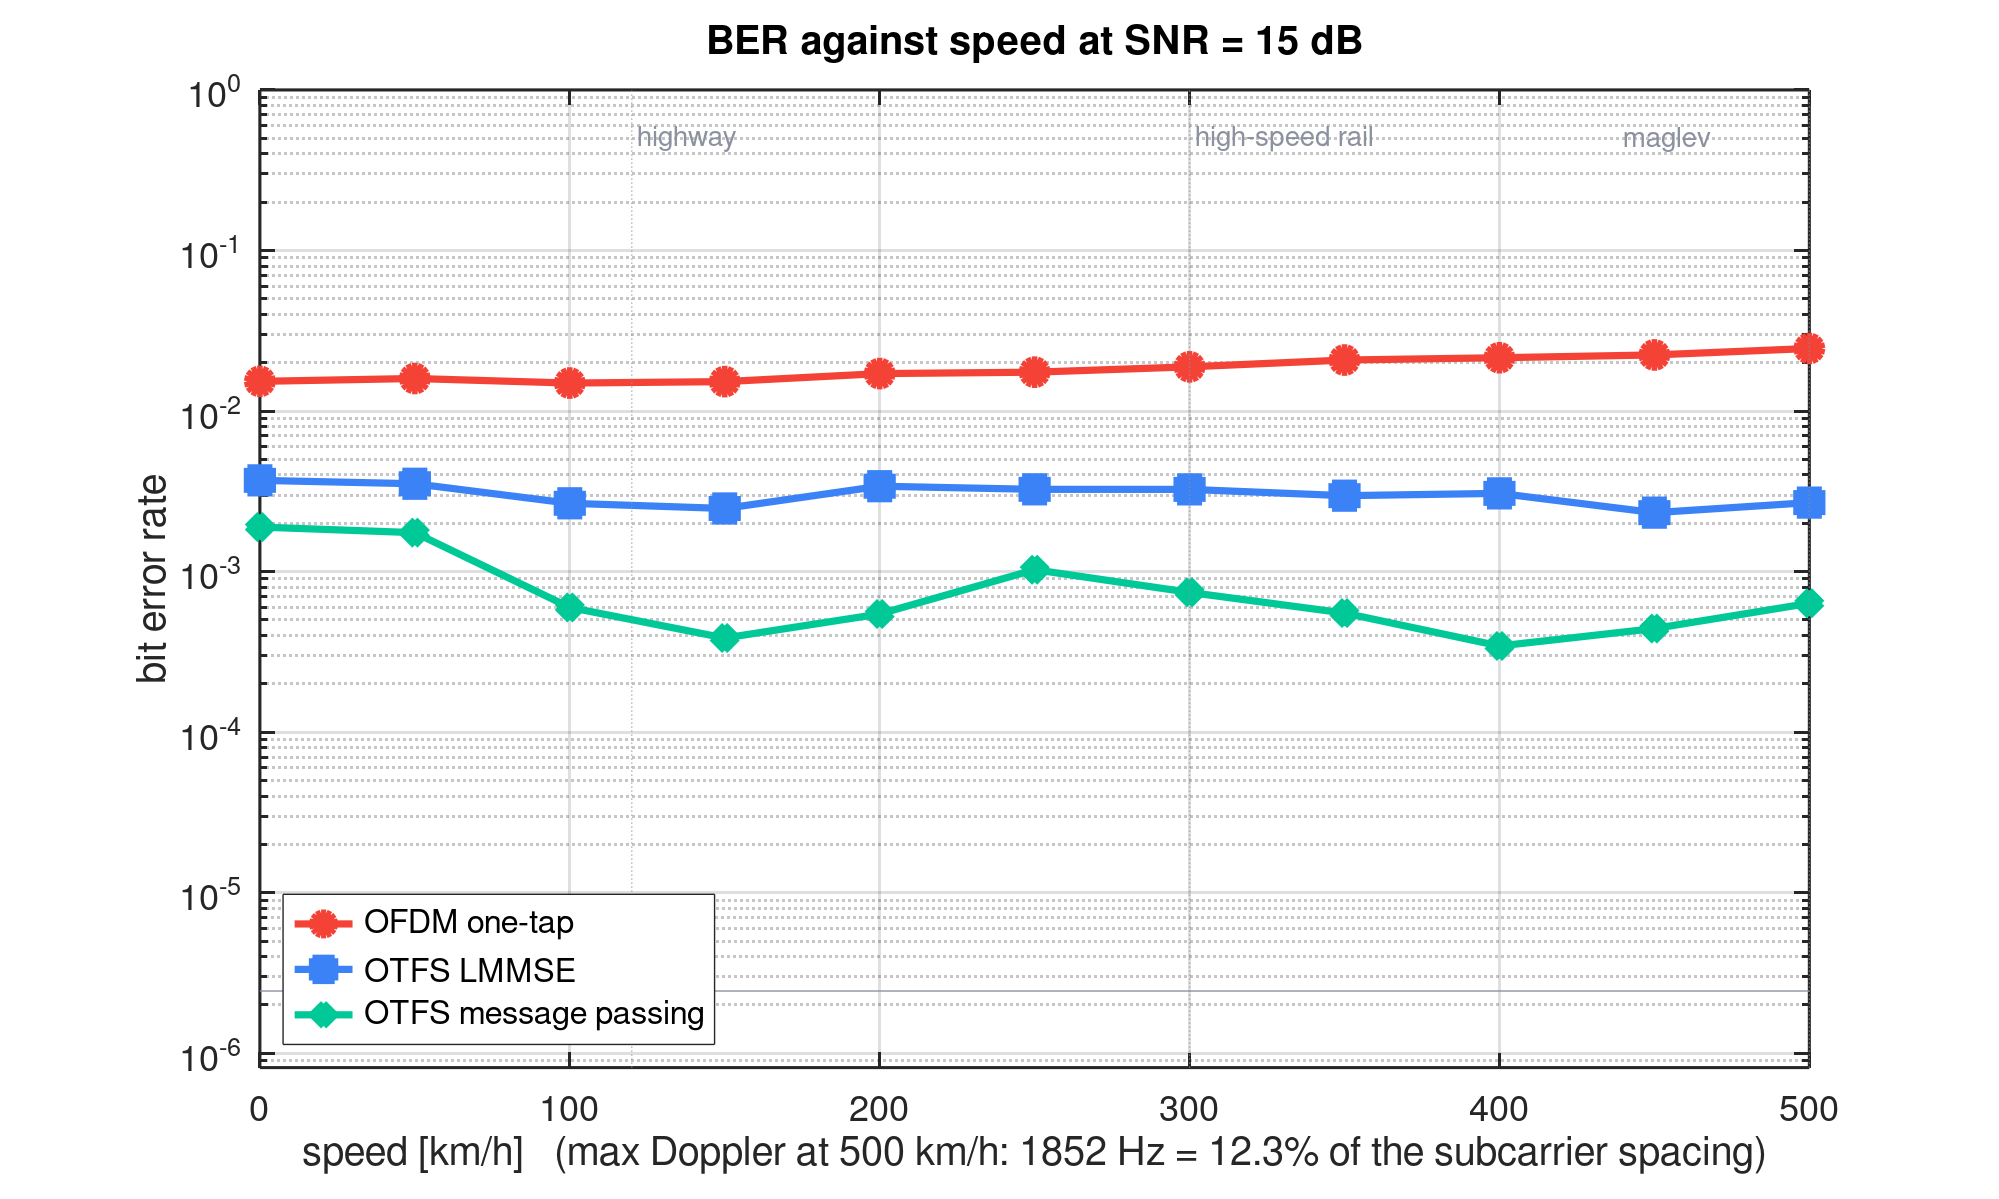 BER against speed at SNR = 15 dB
10^0
highway
high-speed rail
maglev
10^-1
10^-2
10^-3
10^-4
10^-5
10^-6
bit error rate
OFDM one-tap
OTFS LMMSE
OTFS message passing
0 100 200 300 400 500
speed [km/h] (max Doppler at 500 km/h: 1852 Hz = 12.3% of the subcarrier spacing)